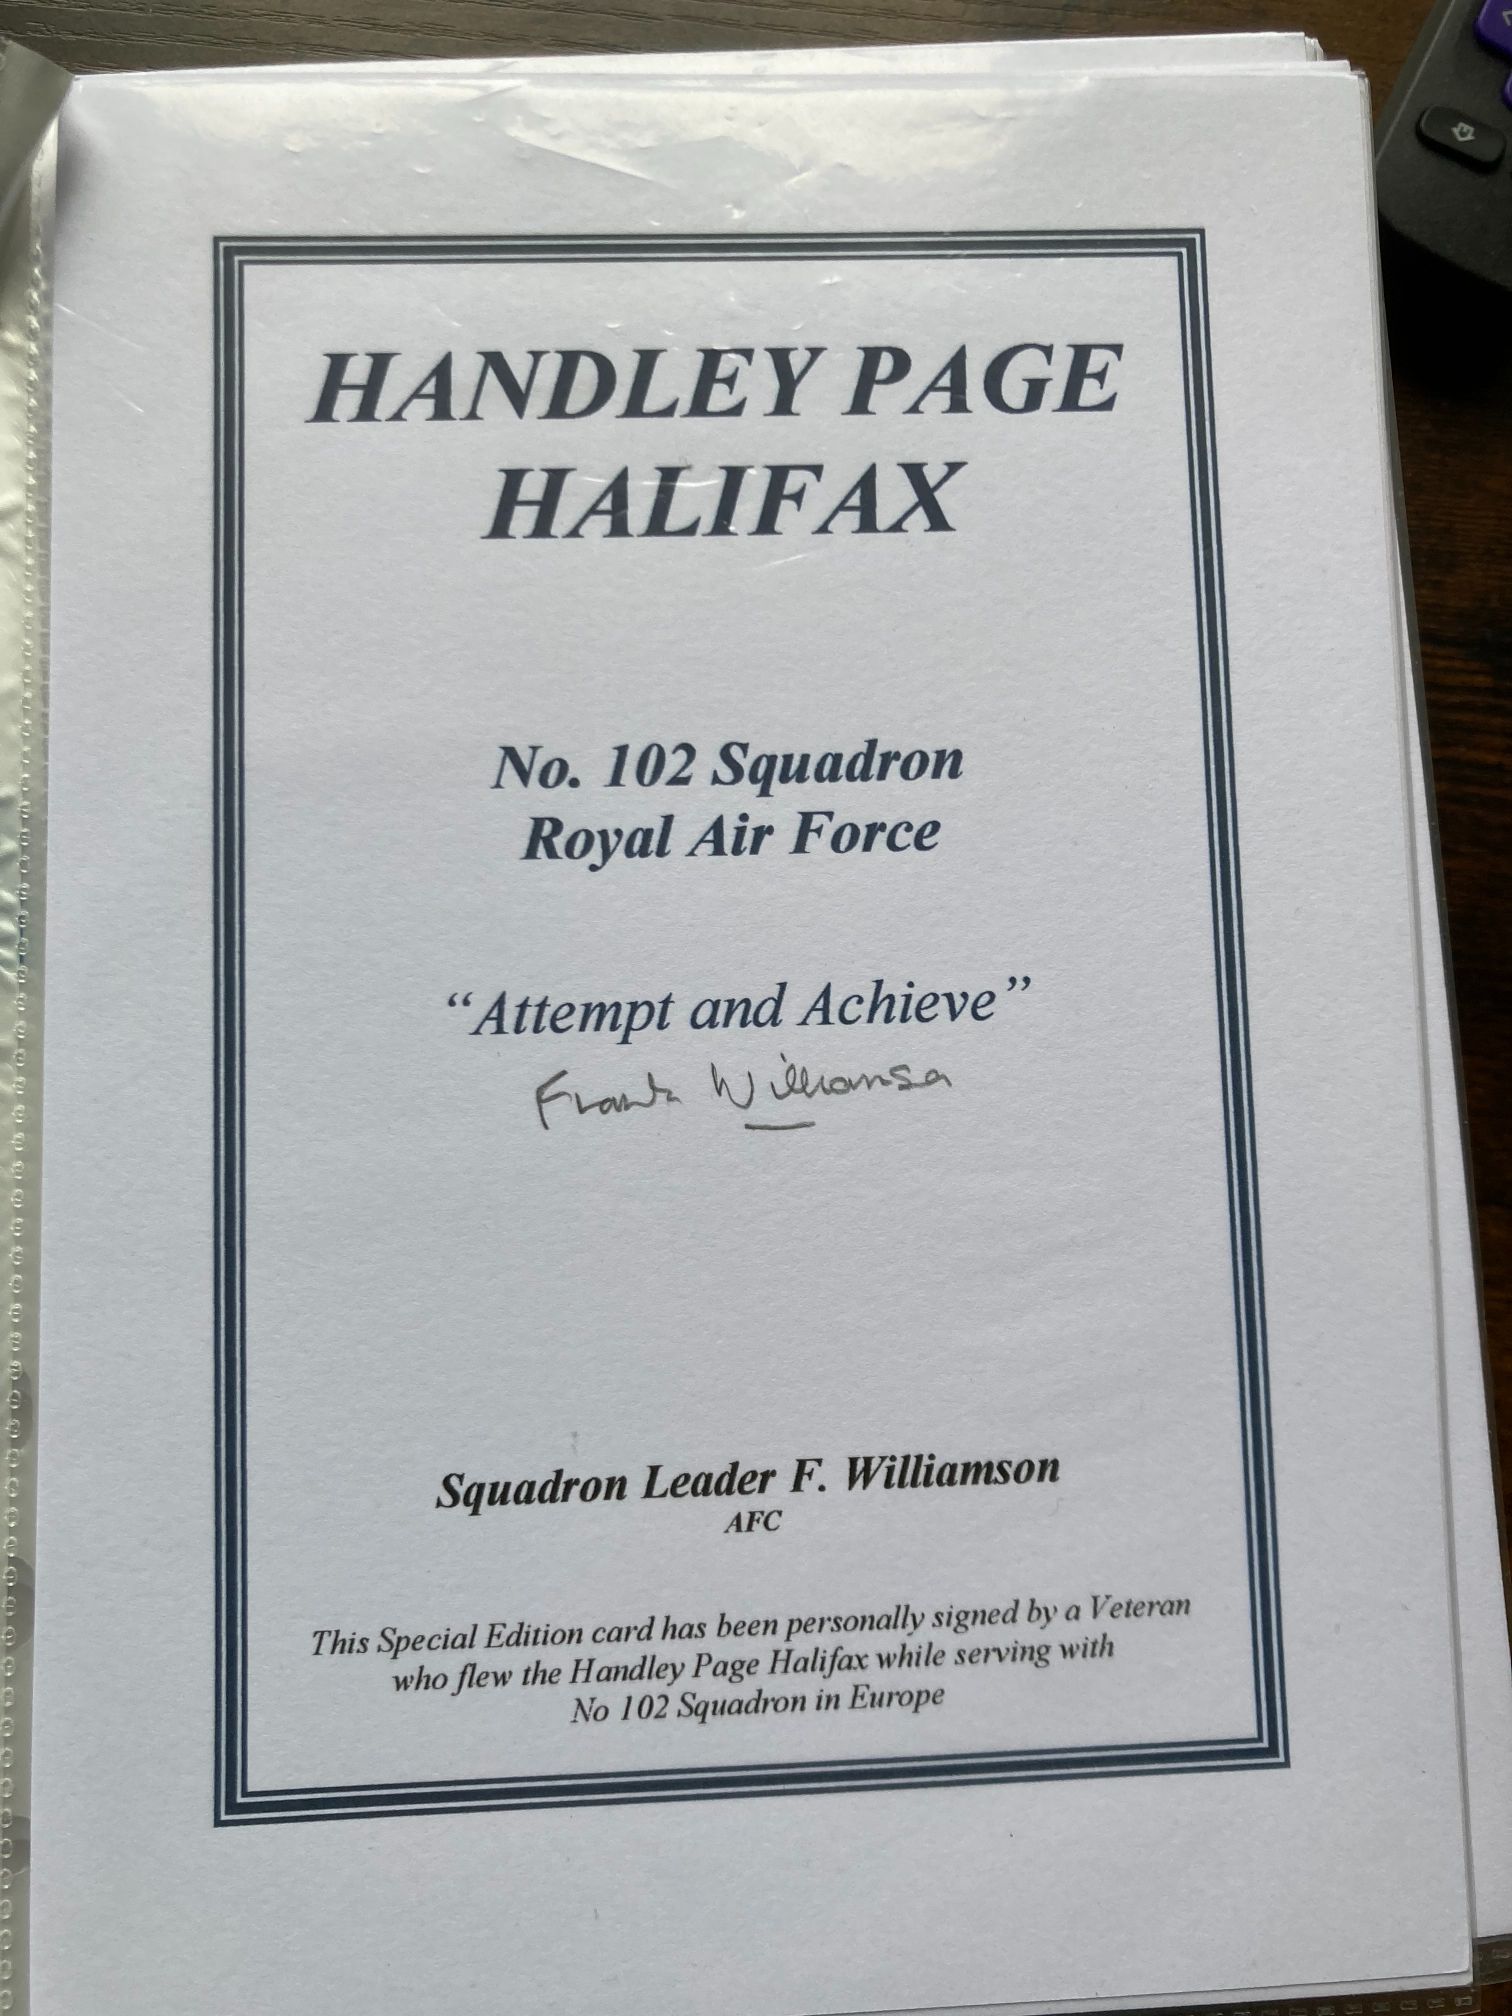 HANDLEY PAGE
HALIFAX
No. 102 Squadron
Royal Air Force
“Attempt and Achieve”
Frank Williamson
Squadron Leader F. Williamson
AFC
This Special Edition card has been personally signed by a Veteran
who flew the Handley Page Halifax while serving with
No 102 Squadron in Europe